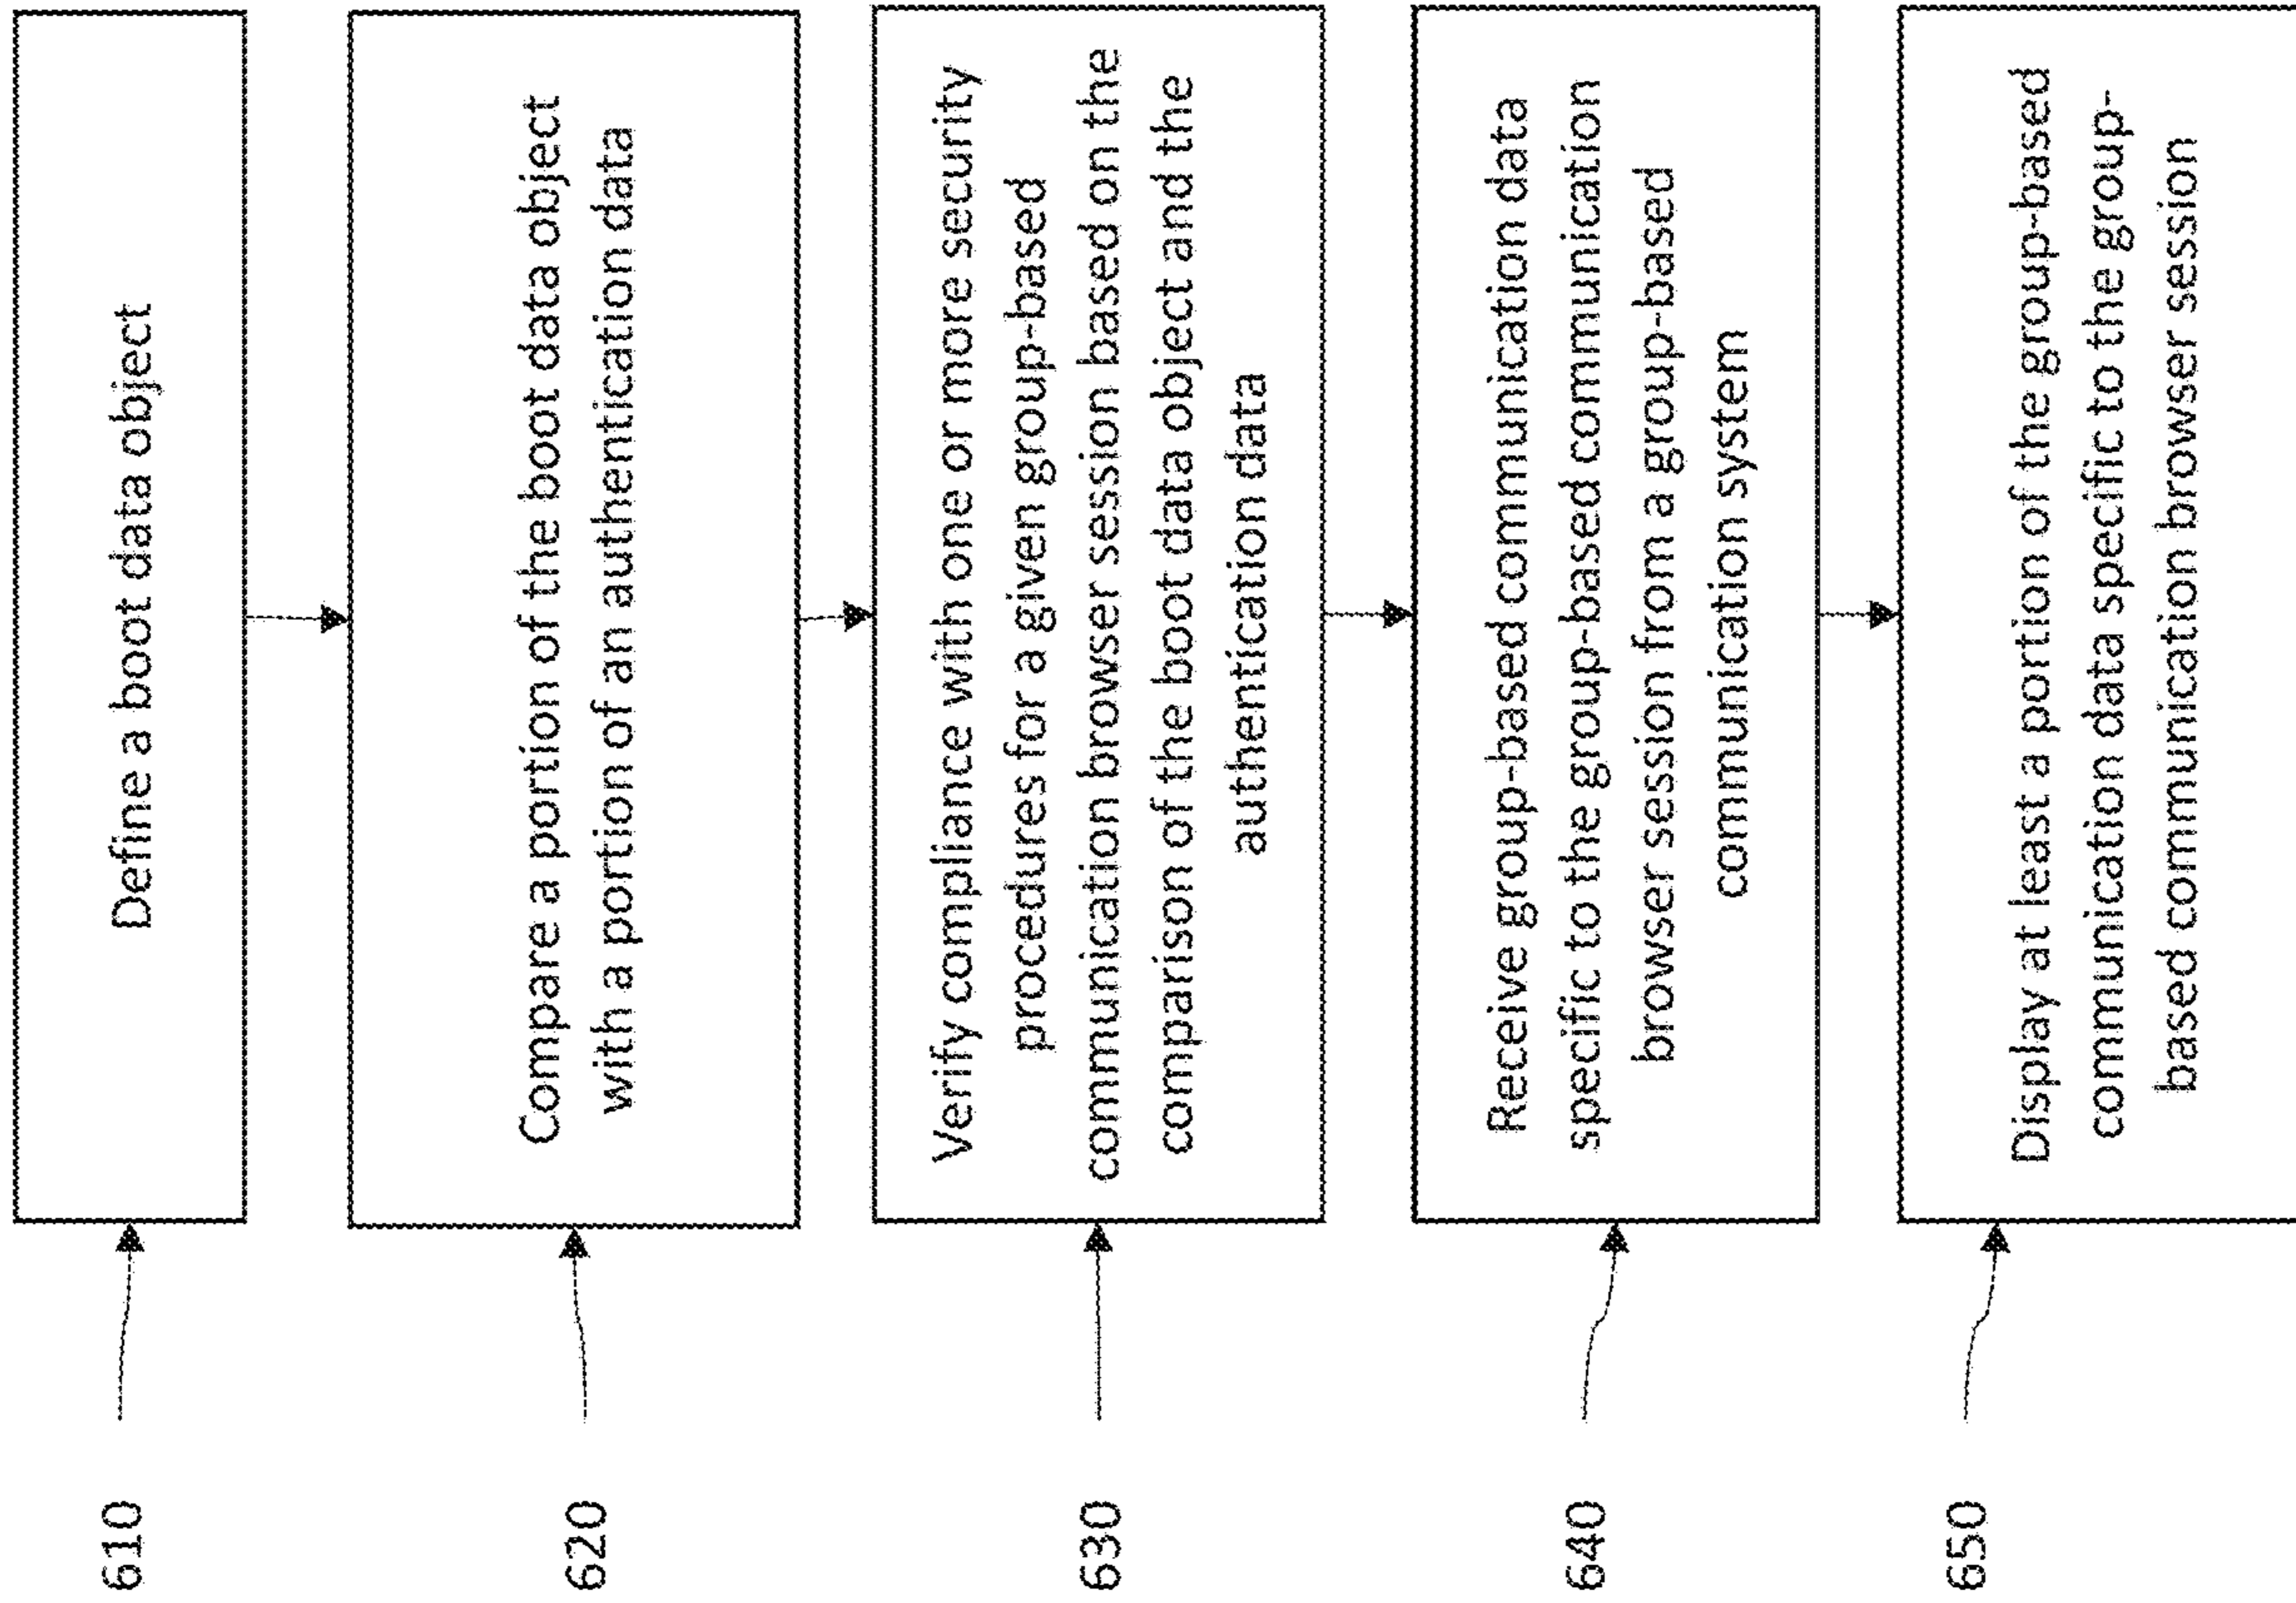 610
Define a boot data object
620
Compare a portion of the boot data object
with a portion of an authentication data
630
Verify compliance with one or more security
procedures for a given group-based
communication browser session based on the
comparison of the boot data object and the
authentication data
640
Receive group-based communication data
specific to the group-based communication
browser session from a group-based
communication system
650
Display at least a portion of the group-based
communication data specific to the group-
based communication browser session